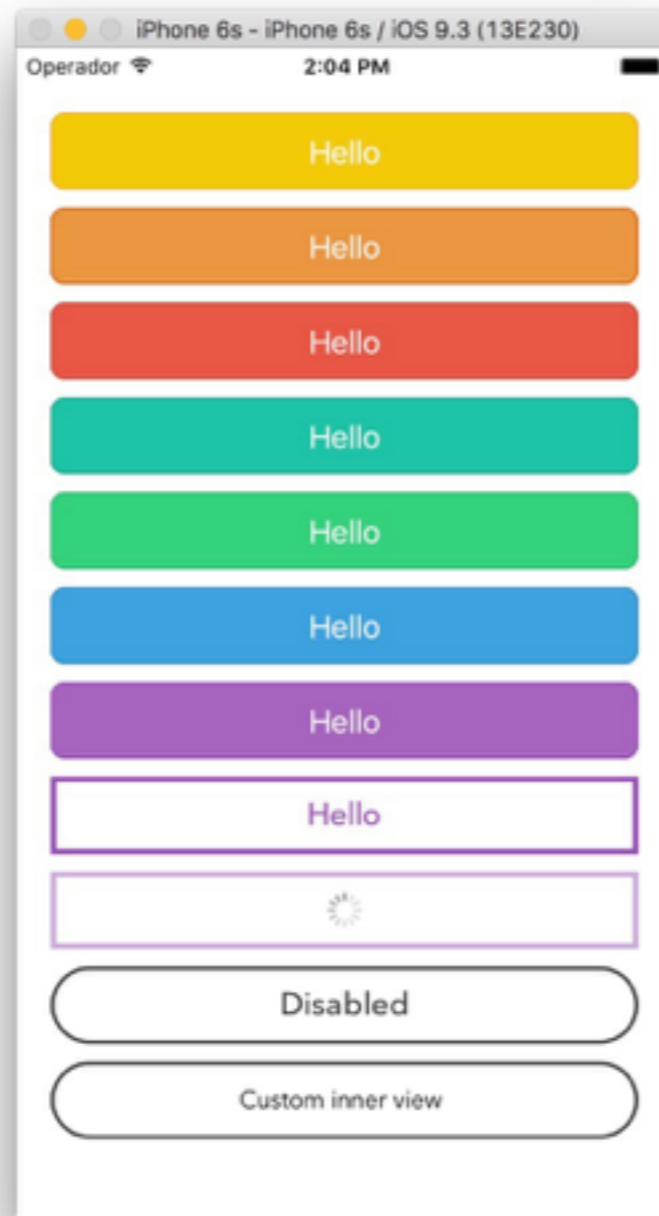 iPhone 6s - iPhone 6s / iOS 9.3 (13E230)
Operador 2:04 PM
Hello
Hello
Hello
Hello
Hello
Hello
Hello
Hello
Disabled
Custom inner view